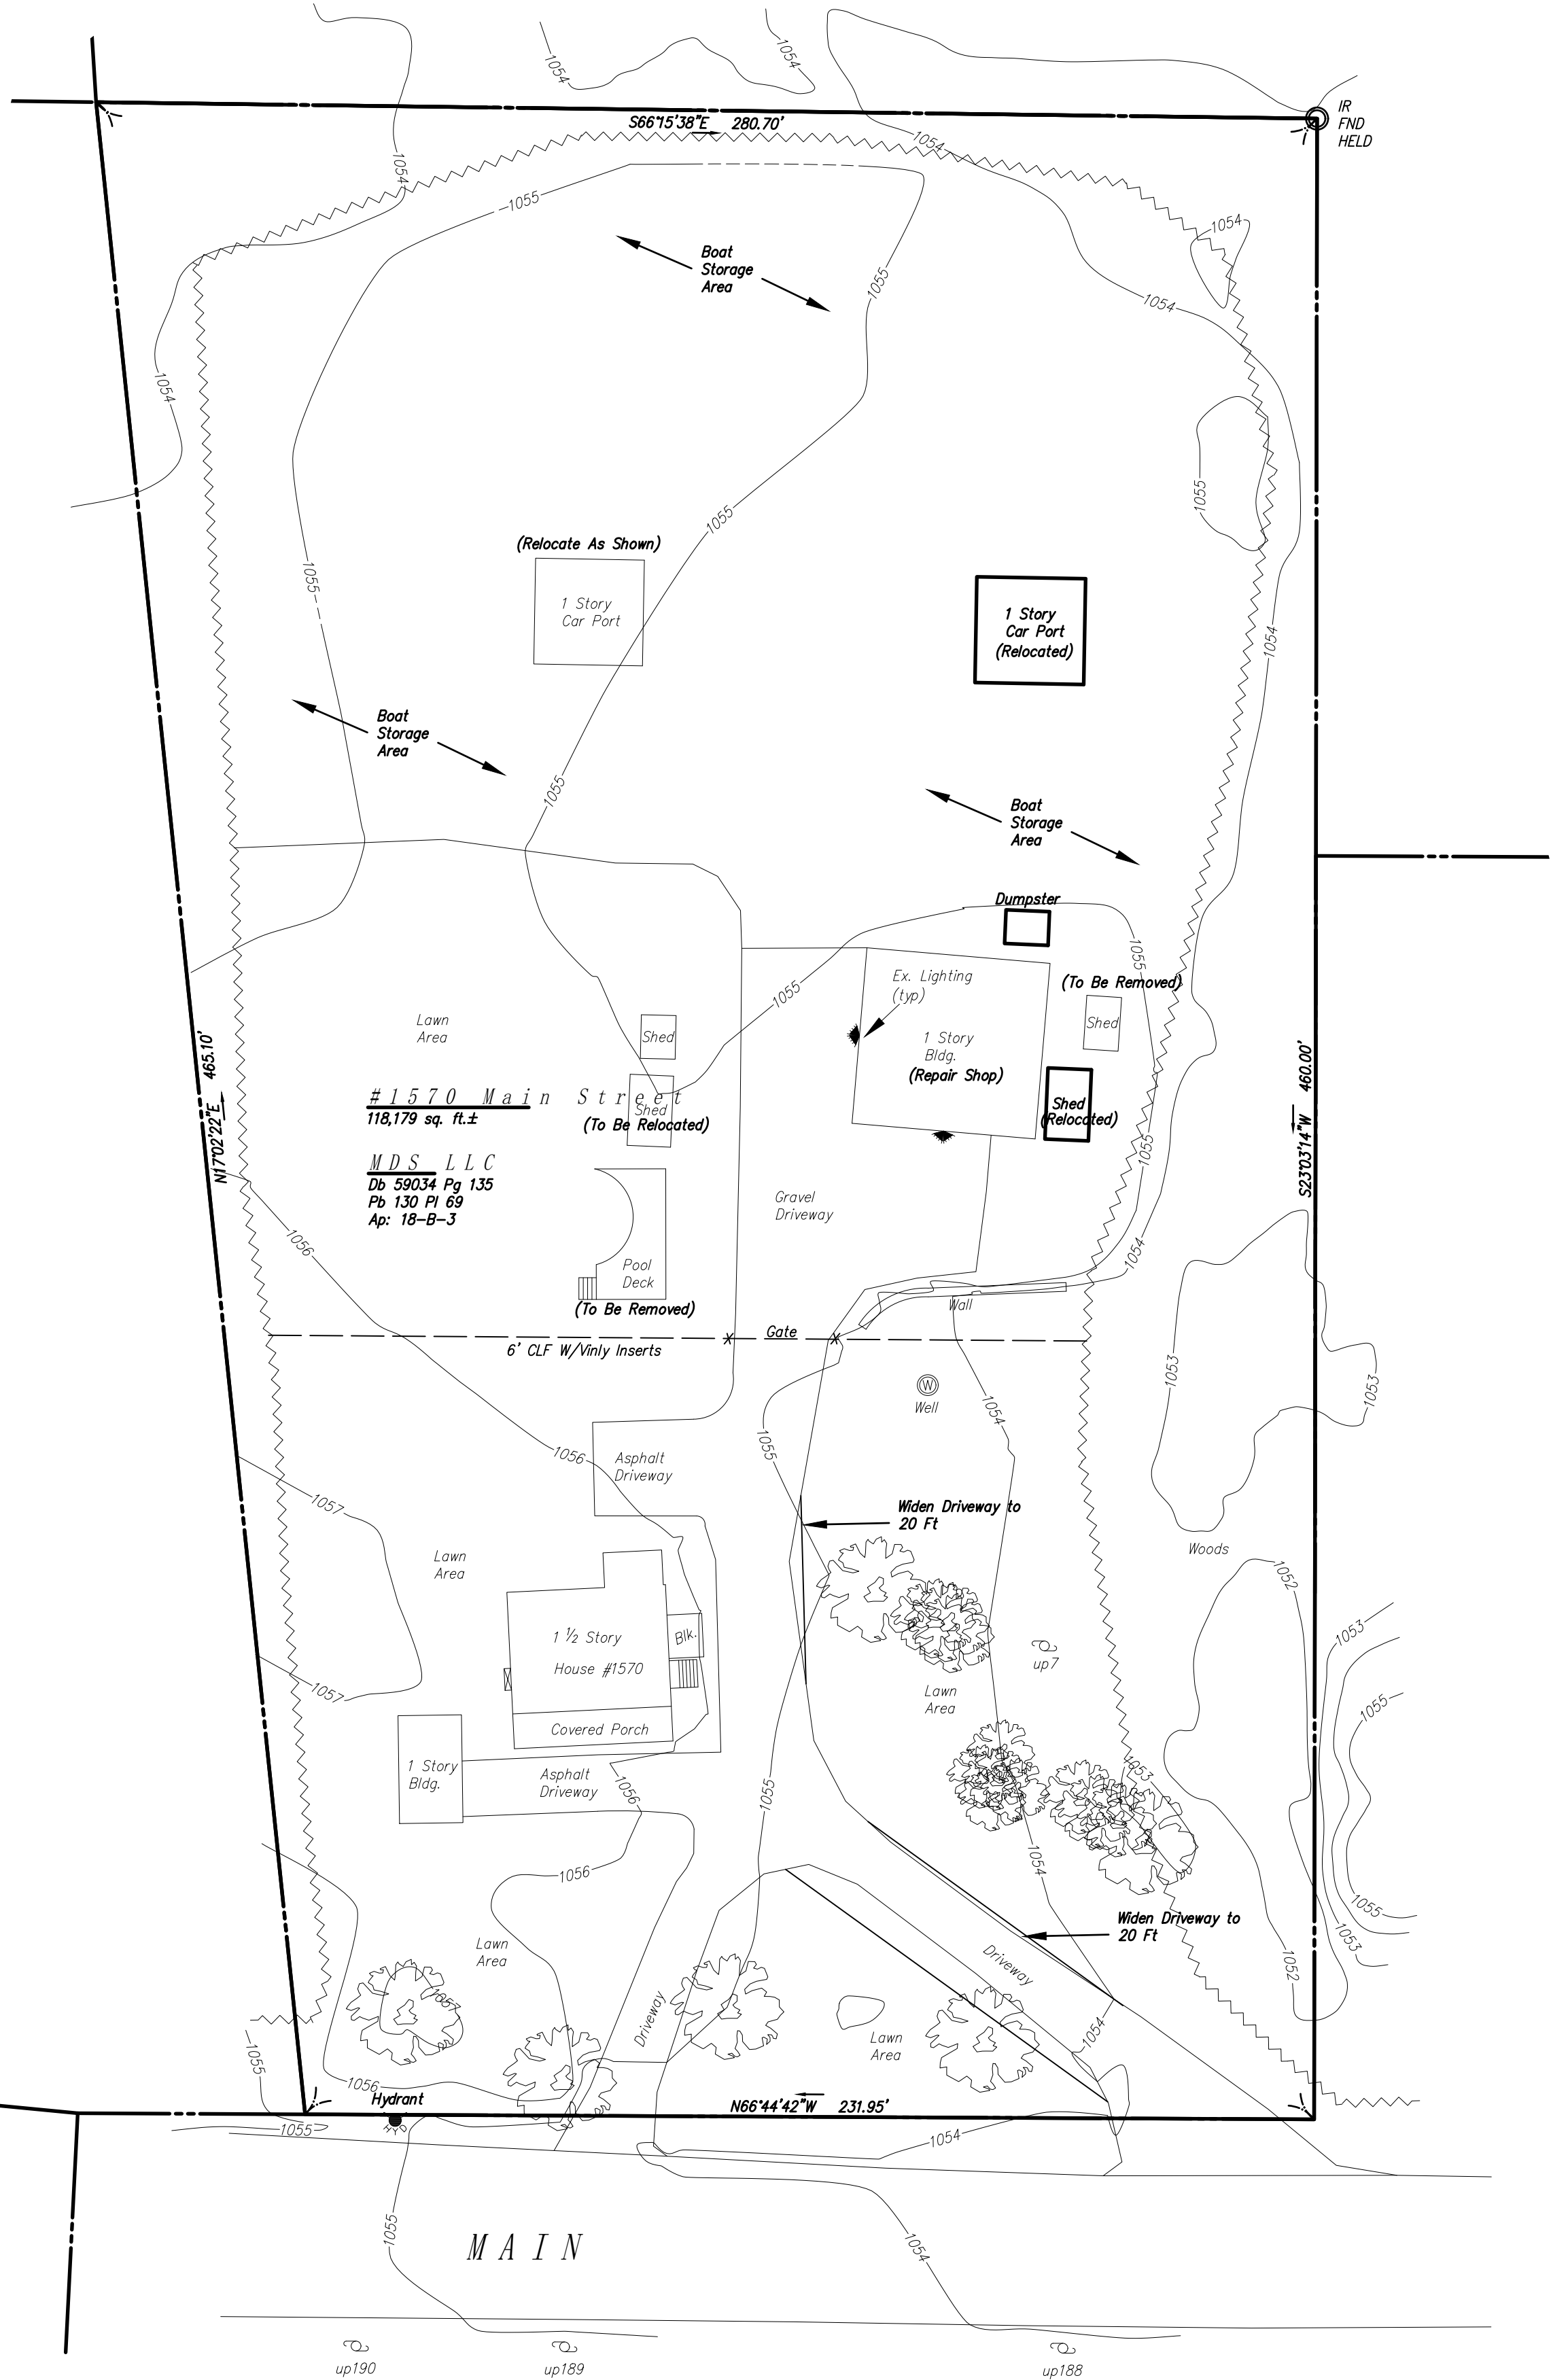 1054
1054
1054
IR
FND
HELD
S66°15'38"E 280.70'
1054
1054
1055
1054
Boat
Storage
Area
1055
1054
1054
1055
1055
(Relocate As Shown)
1055
1 Story
Car Port
1 Story
Car Port
(Relocated)
1054
Boat
Storage
Area
1055
Boat
Storage
Area
Dumpster
1055
(To Be Removed)
Ex. Lighting
(typ)
1055
Lawn
Area
Shed
Shed
1 Story
Bldg.
(Repair Shop)
N17°02'22"E 465.10'
S23°03'14"W 460.00'
#1570 Main Street
118,179 sq. ft.±
Shed
(To Be Relocated)
Shed
(Relocated)
1055
MDS LLC
Db 59034 Pg 135
Pb 130 Pl 69
Ap: 18-B-3
Gravel
Driveway
1056
1054
Pool
Deck
(To Be Removed)
Wall
Gate
6' CLF W/Vinly Inserts
1053
1053
W
Well
1054
1055
1056
Asphalt
Driveway
1057
Widen Driveway to
20 Ft
Woods
Lawn
Area
1052
1 ½ Story
House #1570
Blk.
1053
up7
1057
Lawn
Area
1055
Covered Porch
1 Story
Bldg.
Asphalt
Driveway
1056
1055
1053
1054
1056
1055
Widen Driveway to
20 Ft
1053
Lawn
Area
Driveway
1052
1057
Driveway
Lawn
Area
1054
1055
1056
Hydrant
HYD
N66°44'42"W 231.95'
1055
1054
1055
MAIN
1054
up190
up189
up188